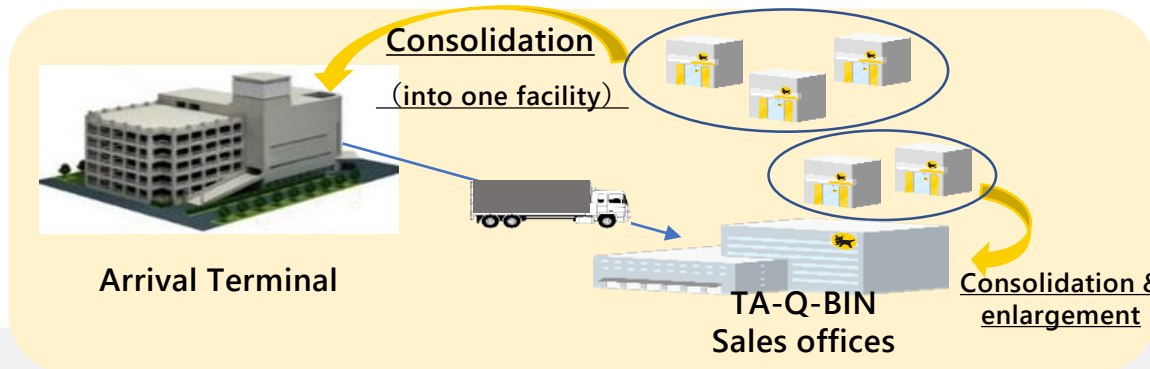 Consolidation
（into one facility）
Arrival Terminal
TA-Q-BIN
Sales offices
Consolidation &
enlargement